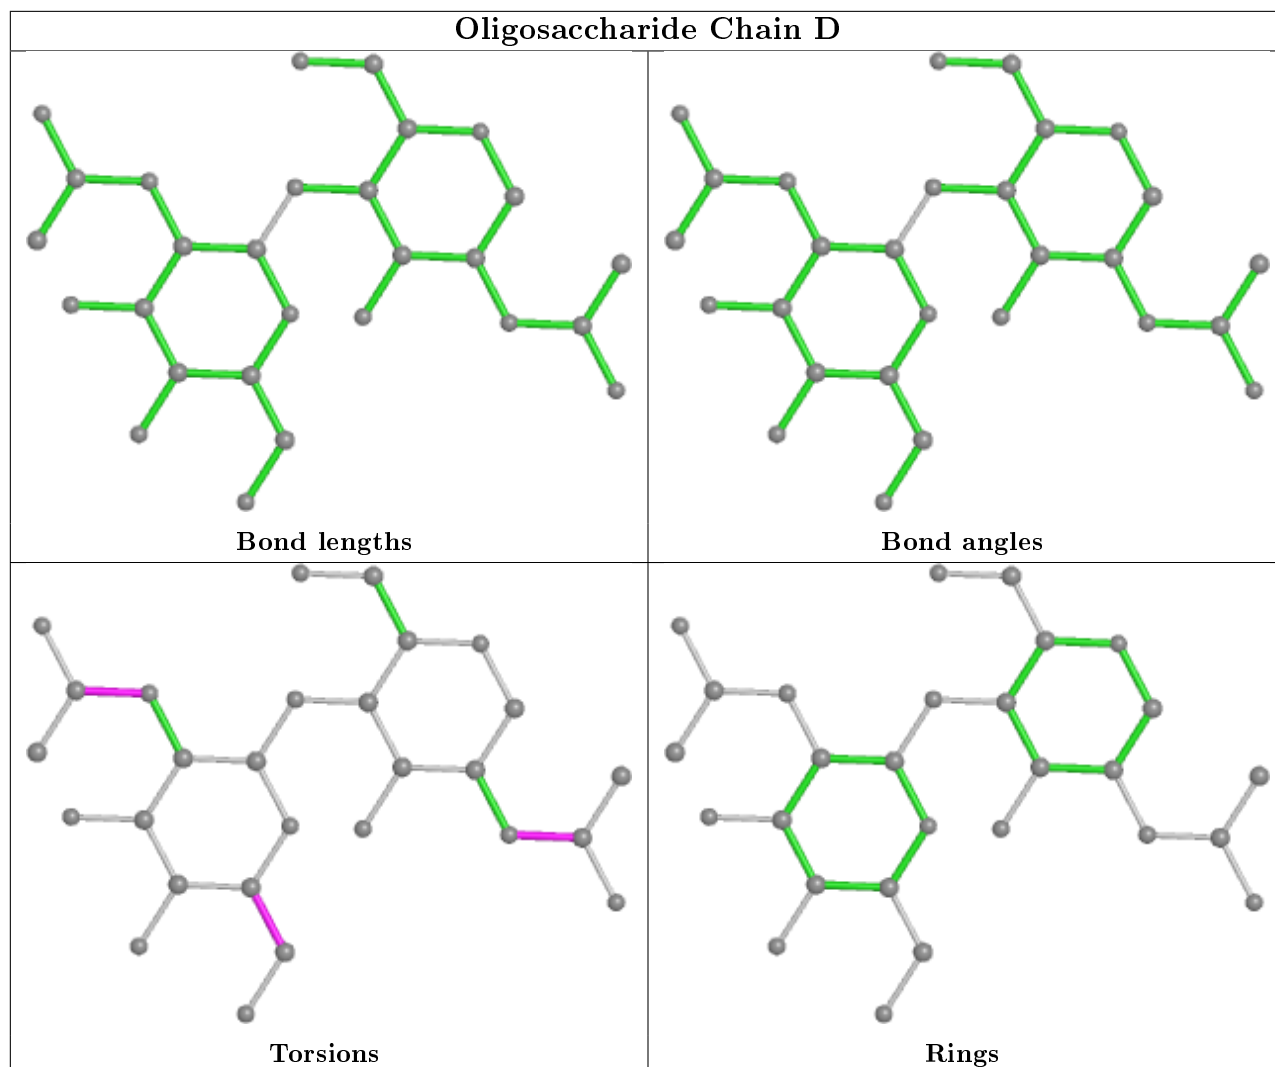 Oligosaccharide Chain D
Bond lengths
Bond angles
Torsions
Rings